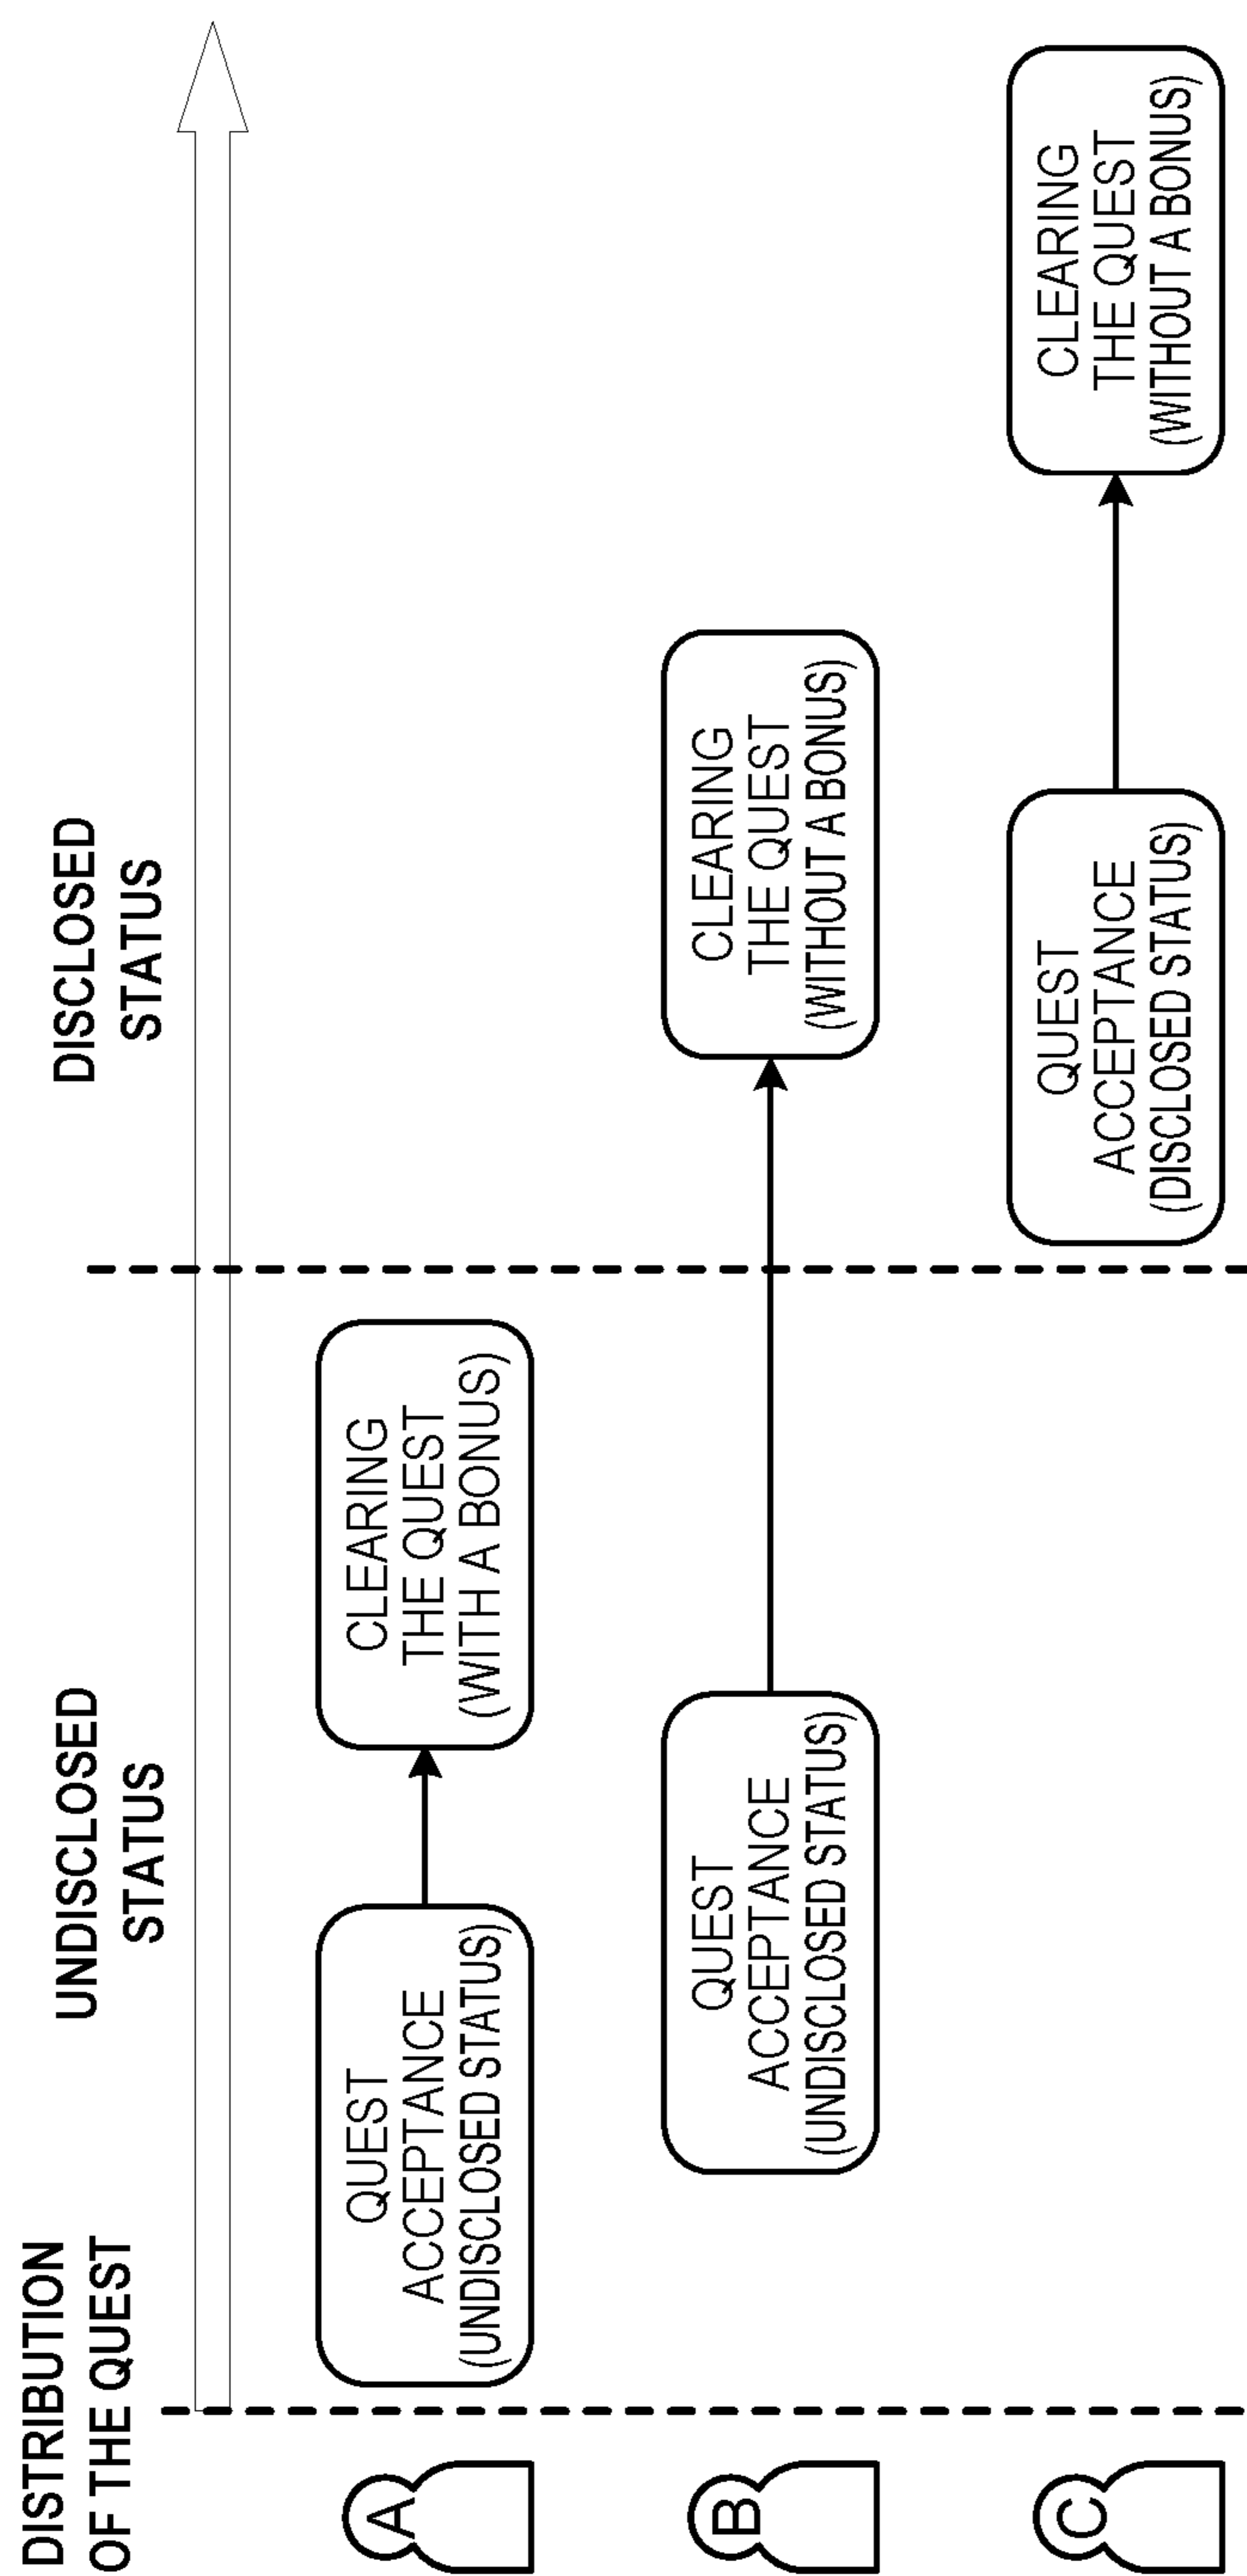 DISTRIBUTION
OF THE QUEST
UNDISCLOSED
STATUS
DISCLOSED
STATUS
A
QUEST
ACCEPTANCE
(UNDISCLOSED STATUS)
CLEARING
THE QUEST
(WITH A BONUS)
B
QUEST
ACCEPTANCE
(UNDISCLOSED STATUS)
CLEARING
THE QUEST
(WITHOUT A BONUS)
C
QUEST
ACCEPTANCE
(DISCLOSED STATUS)
CLEARING
THE QUEST
(WITHOUT A BONUS)